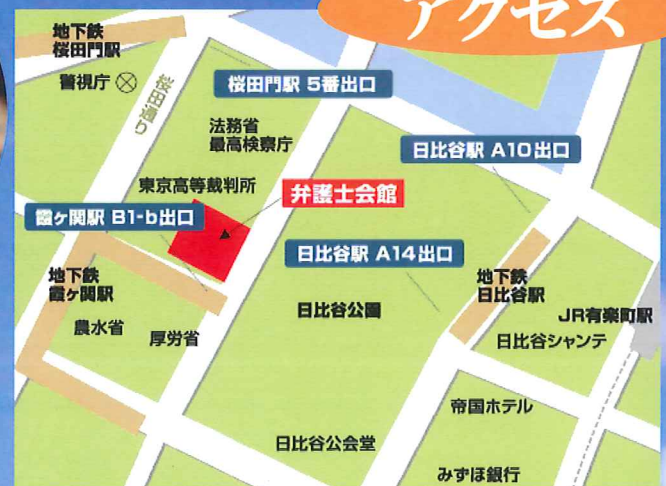 アクセス
地下鉄
桜田門駅
警視庁
桜田通り
桜田門駅 5番出口
法務省
最高検察庁
日比谷駅 A10出口
東京高等裁判所
弁護士会館
霞ヶ関駅 B1-b出口
日比谷駅 A14出口
地下鉄
霞ヶ関駅
地下鉄
日比谷駅
日比谷公園
JR有楽町駅
農水省
厚労省
日比谷シャンテ
帝国ホテル
日比谷公会堂
みずほ銀行